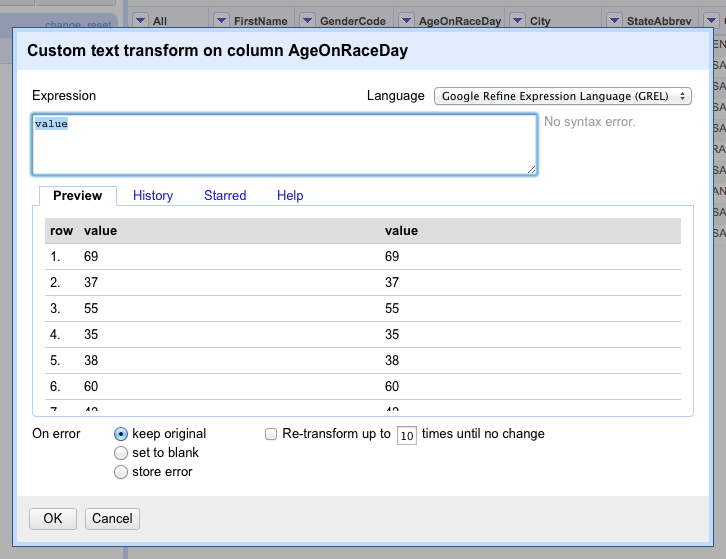 change reset
All FirstName GenderCode AgeOnRaceDay City StateAbbrev
Custom text transform on column AgeOnRaceDay
Expression Language Google Refine Expression Language (GREL)
value No syntax error.
Preview History Starred Help
row value value
1. 69 69
2. 37 37
3. 55 55
4. 35 35
5. 38 38
6. 60 60
7. 42 42
On error keep original Re-transform up to 10 times until no change
set to blank
store error
OK Cancel